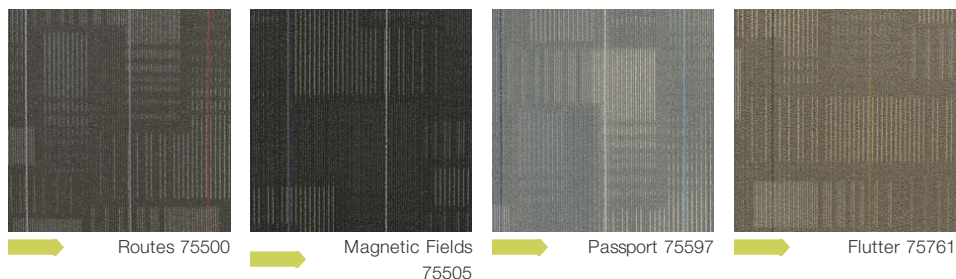 Routes 75500
Magnetic Fields
75505
Passport 75597
Flutter 75761